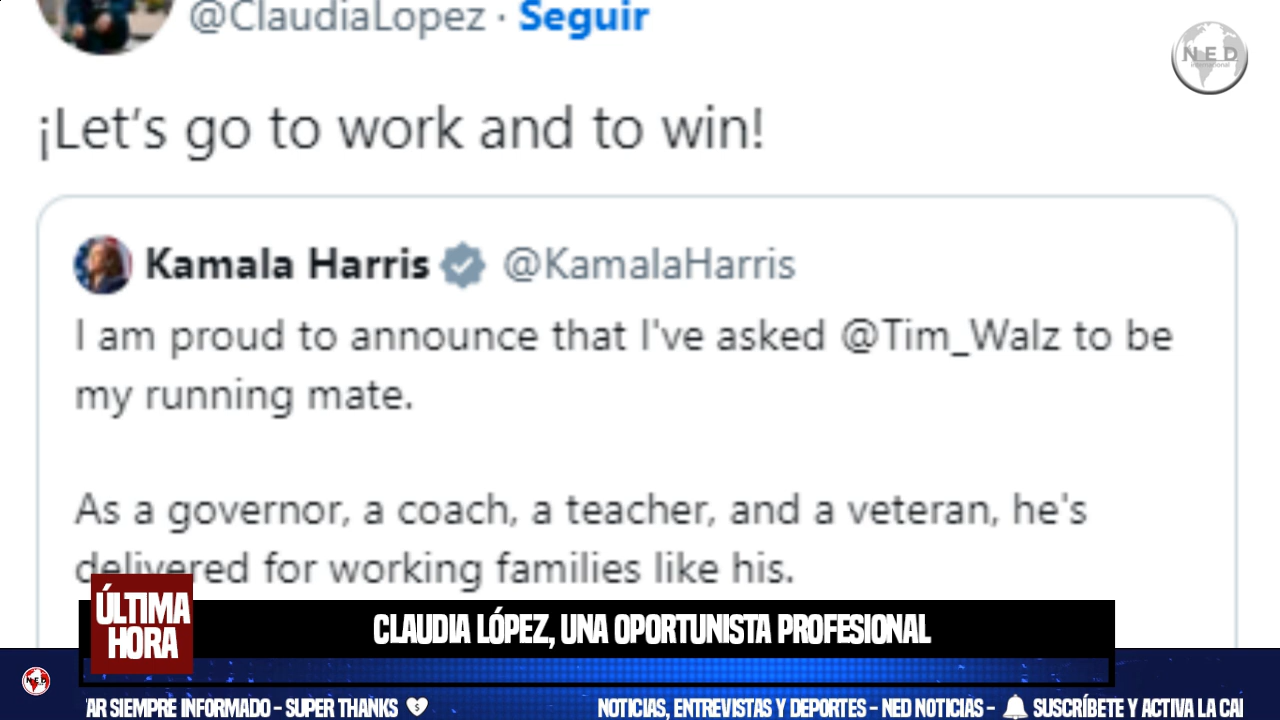 @ClaudiaLopez · Seguir
NED
international
¡Let's go to work and to win!
Kamala Harris @KamalaHarris
I am proud to announce that I've asked @Tim_Walz to be
my running mate.
As a governor, a coach, a teacher, and a veteran, he's
delivered for working families like his.
ÚLTIMA
HORA
CLAUDIA LÓPEZ, UNA OPORTUNISTA PROFESIONAL
NED
AR SIEMPRE INFORMADO - SUPER THANKS
NOTICIAS, ENTREVISTAS Y DEPORTES - NED NOTICIAS - SUSCRÍBETE Y ACTIVA LA CA